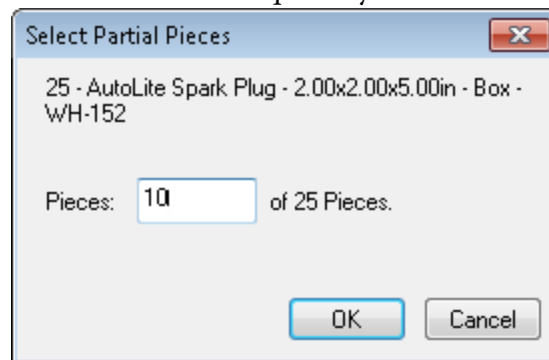 Select Partial Pieces
25 - AutoLite Spark Plug - 2.00x2.00x5.00in - Box -
WH-152
Pieces: 10 of 25 Pieces.
OK Cancel